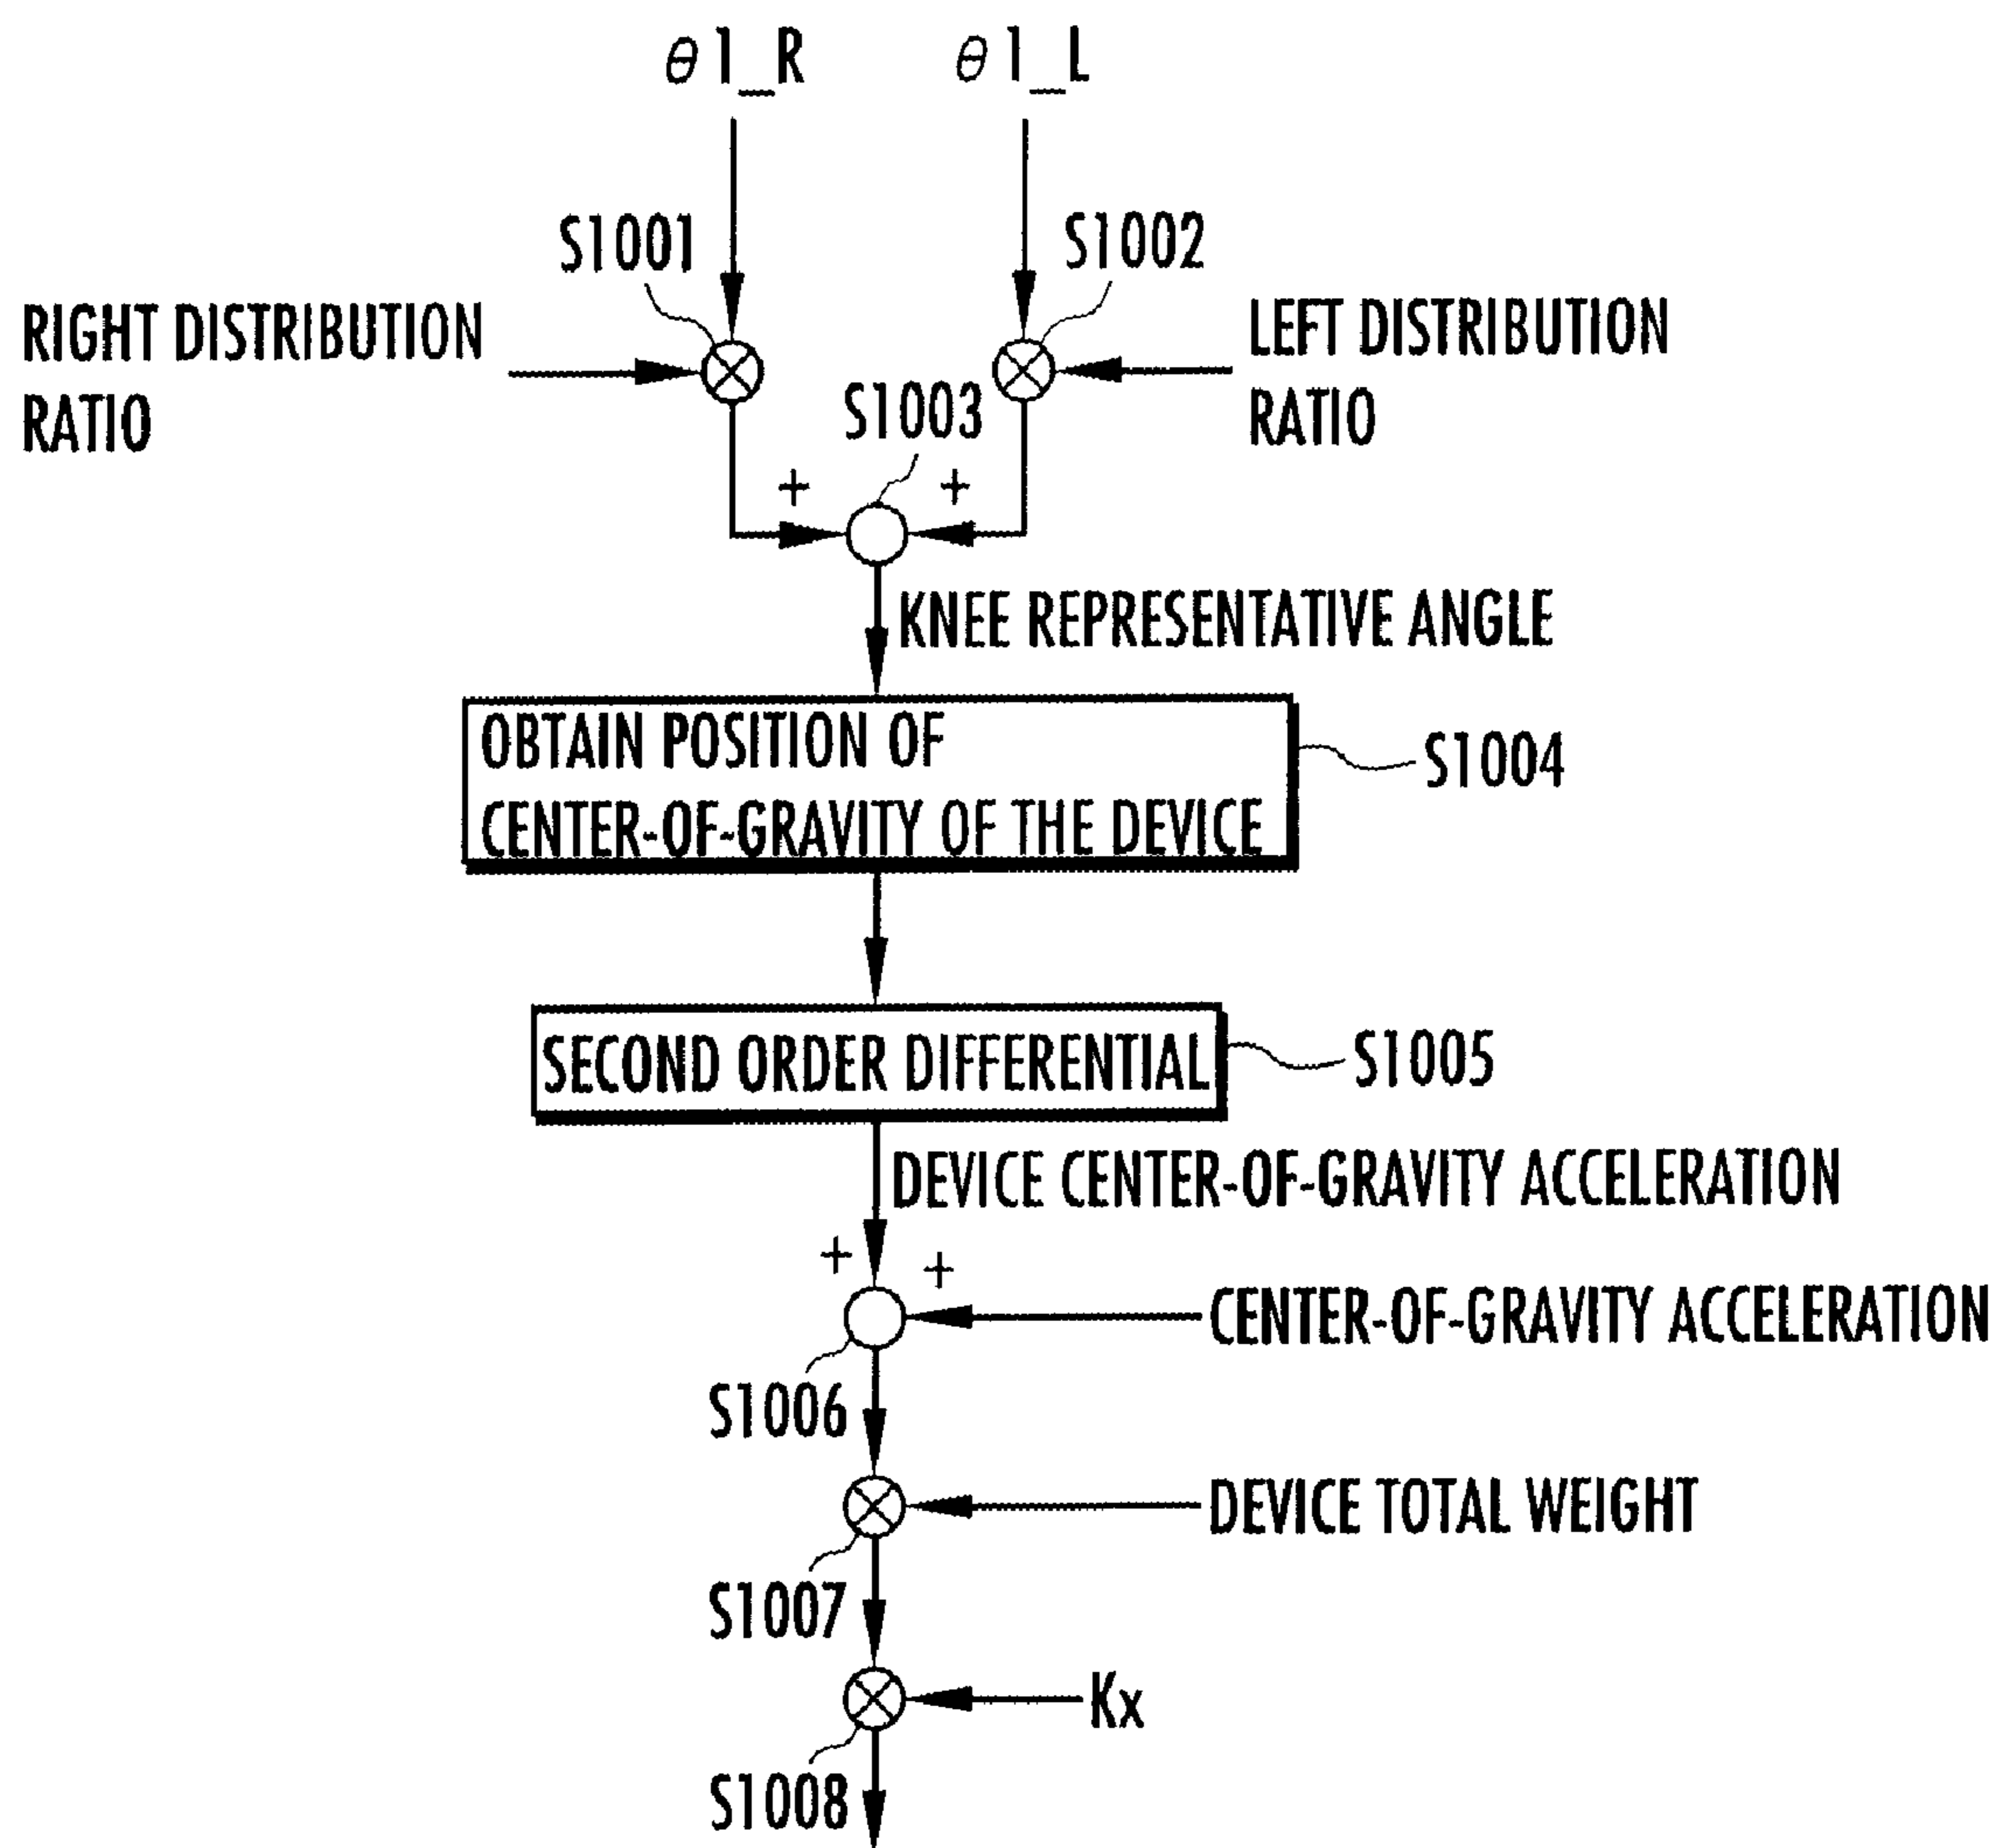 θ1_R
θ1_L
S1001
S1002
RIGHT DISTRIBUTION
RATIO
LEFT DISTRIBUTION
RATIO
S1003
+
+
KNEE REPRESENTATIVE ANGLE
OBTAIN POSITION OF
CENTER-OF-GRAVITY OF THE DEVICE
S1004
SECOND ORDER DIFFERENTIAL
S1005
DEVICE CENTER-OF-GRAVITY ACCELERATION
+
+
CENTER-OF-GRAVITY ACCELERATION
S1006
DEVICE TOTAL WEIGHT
S1007
Kx
S1008